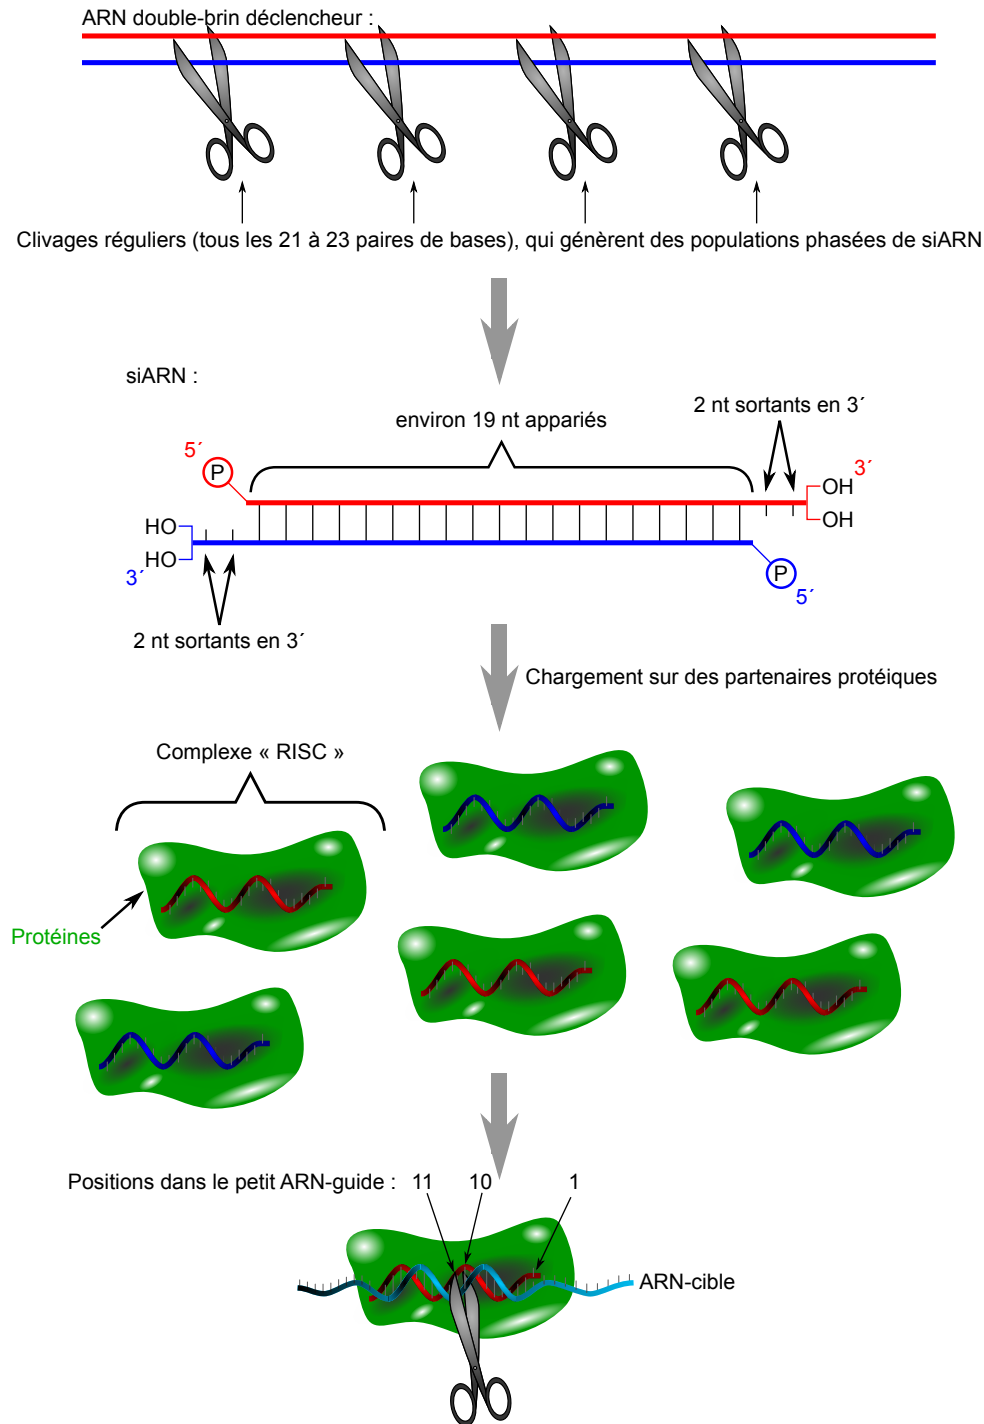 ARN double-brin déclencheur :
Clivages réguliers (tous les 21 à 23 paires de bases), qui génèrent des populations phasées de siARN
siARN :
2 nt sortants en 3´
environ 19 nt appariés
5´
P
3´
OH
OH
HO
HO
3´
P
5´
2 nt sortants en 3´
Chargement sur des partenaires protéiques
Complexe « RISC »
Protéines
Positions dans le petit ARN-guide : 11 10 1
ARN-cible